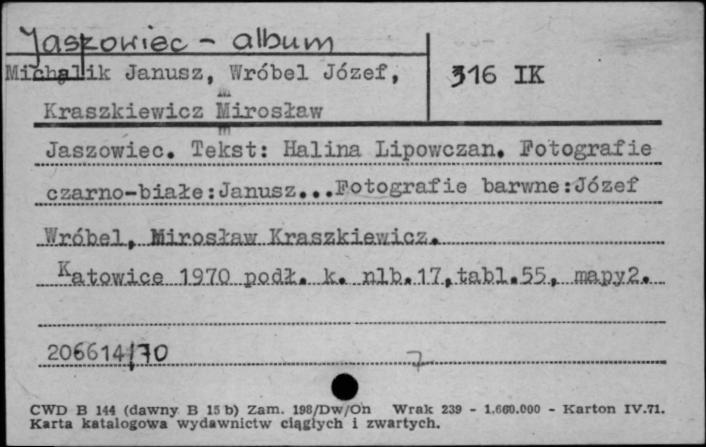 Jaszowiec - album
Michalik Janusz, Wróbel Józef,
316 IK
Kraszkiewicz Mirosław
Jaszowiec. Tekst: Halina Lipowczan. Fotografie
czarno-białe:Janusz...Fotografie barwne:Józef
Wróbel, Mirosław Kraszkiewicz.
Katowice 1970 podł. k. nlb.17,tabl.55, mapy2.
206614/70
7
CWD B 144 (dawny B 15 b) Zam. 198/Dw/Oh Wrak 239 - 1.660.000 - Karton IV.71.
Karta katalogowa wydawnictw ciągłych i zwartych.